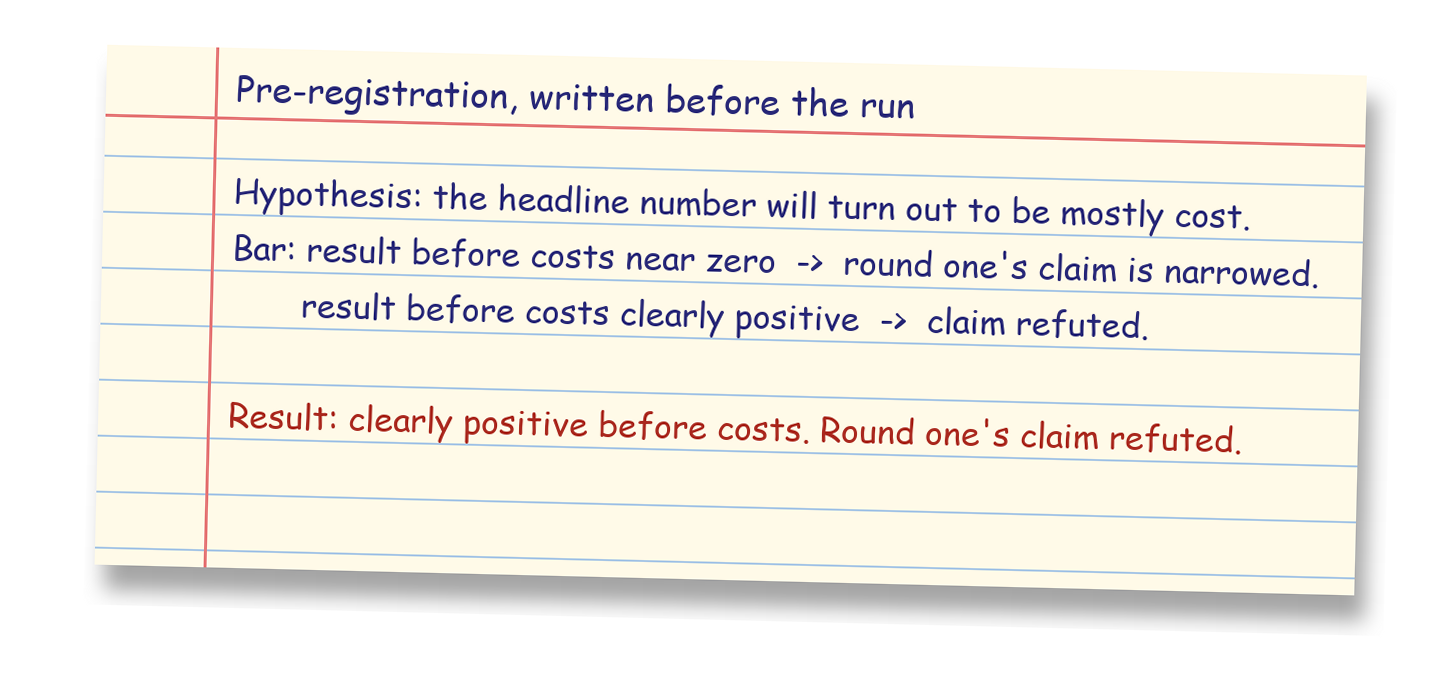 Pre-registration, written before the run
Hypothesis: the headline number will turn out to be mostly cost.
Bar: result before costs near zero -> round one's claim is narrowed.
result before costs clearly positive -> claim refuted.
Result: clearly positive before costs. Round one's claim refuted.